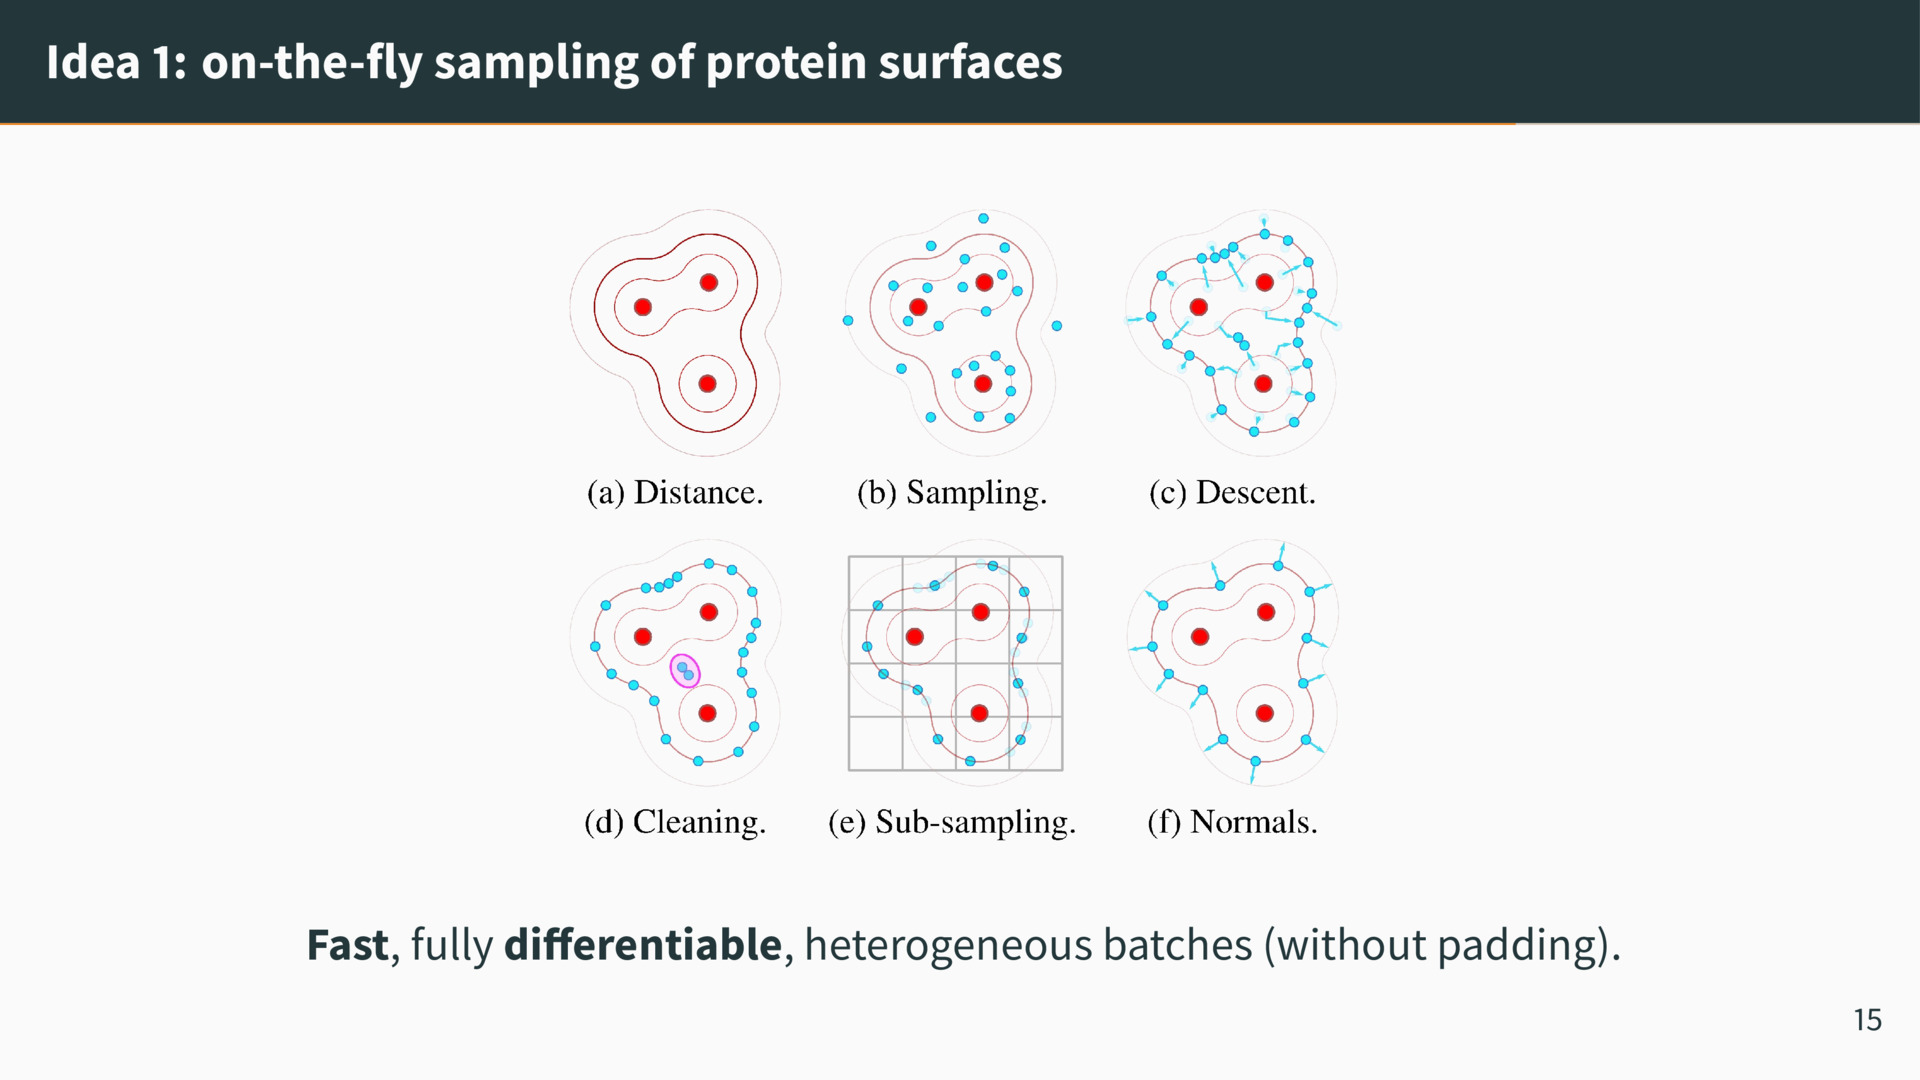 Idea 1: on-the-fly sampling of protein surfaces
(a) Distance.
(b) Sampling.
(c) Descent.
(d) Cleaning.
(e) Sub-sampling.
(f) Normals.
Fast, fully differentiable, heterogeneous batches (without padding).
15